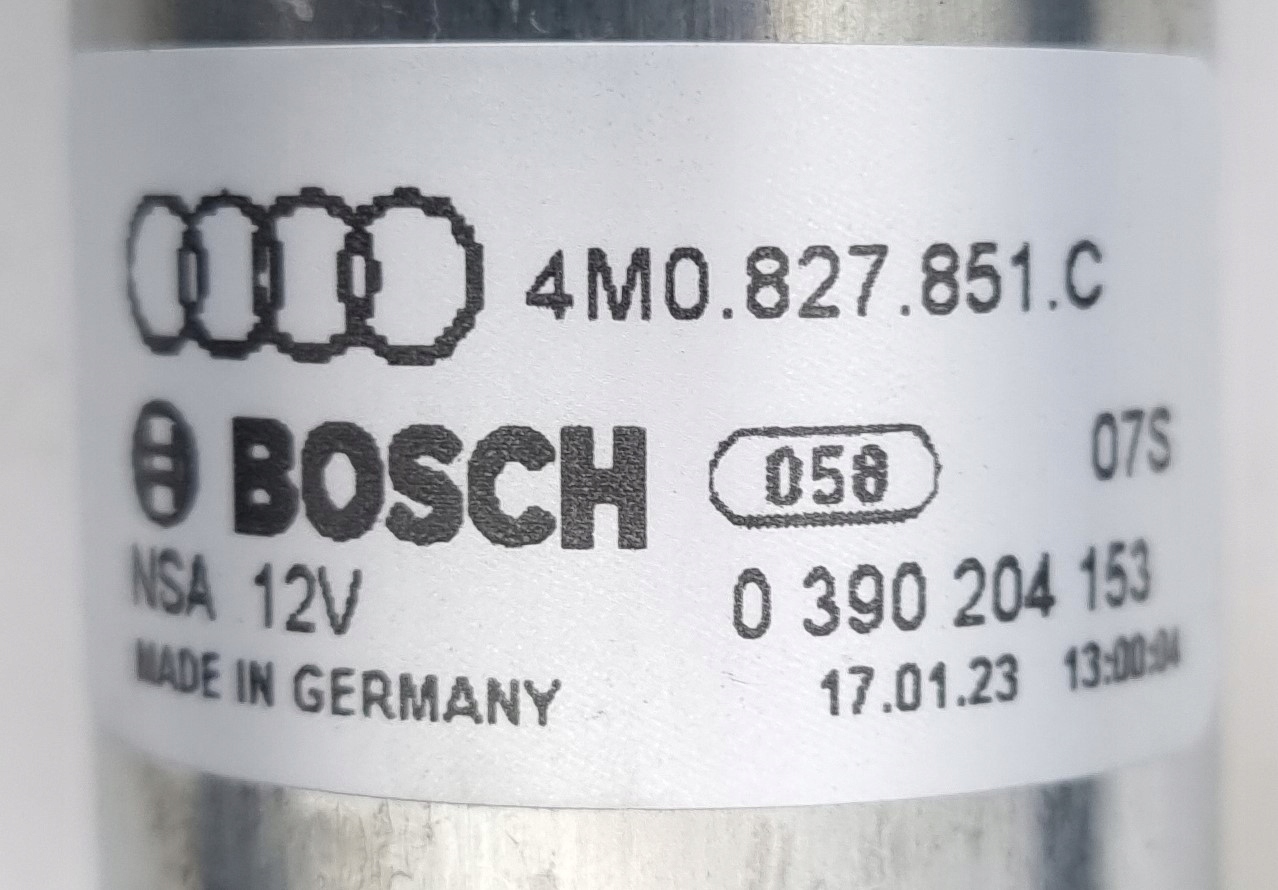 4M0.827.851.C
BOSCH 058 07S
NSA 12V 0 390 204 153
MADE IN GERMANY 17.01.23 13:00:04